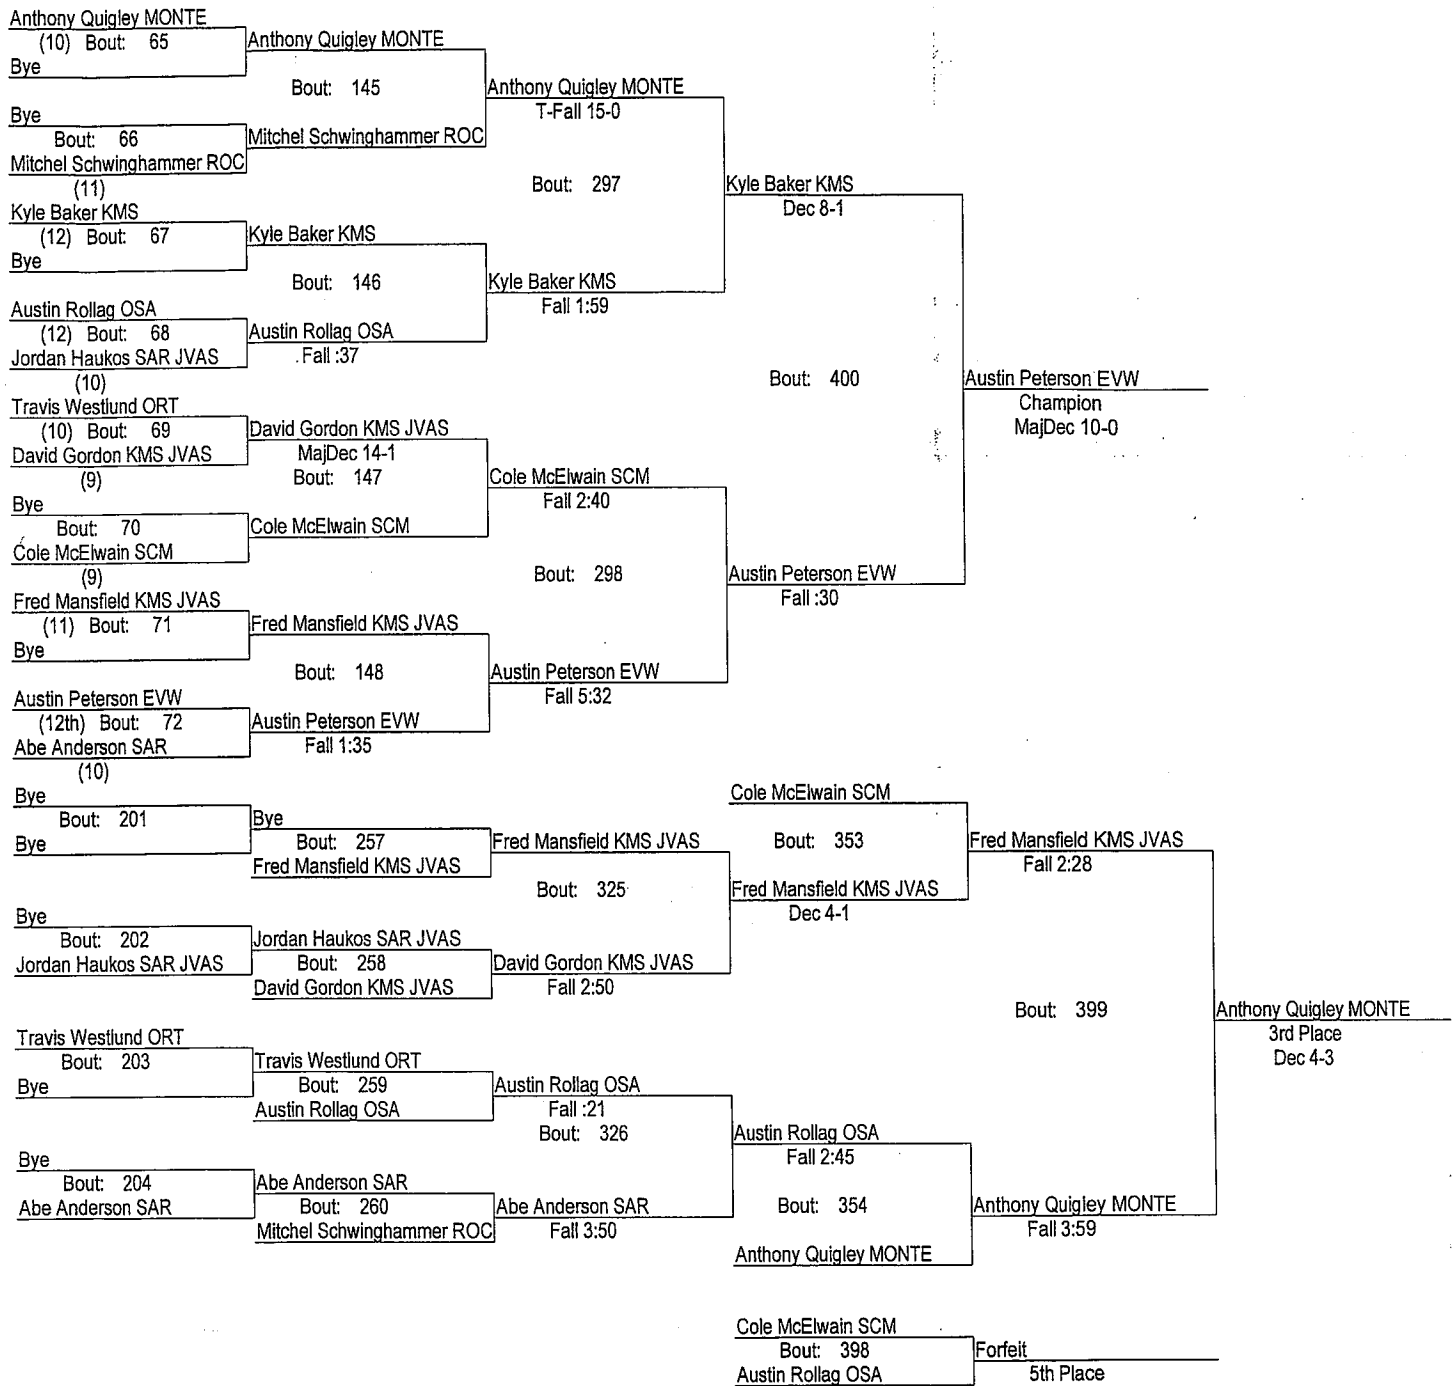 Anthony Quigley MONTE
(10) Bout: 65
Bye
Anthony Quigley MONTE
Bout: 145
Anthony Quigley MONTE
T-Fall 15-0
Bye
Bout: 66
Mitchel Schwinghammer ROC
Mitchel Schwinghammer ROC
(11)
Bout: 297
Kyle Baker KMS
Dec 8-1
Kyle Baker KMS
(12) Bout: 67
Bye
Kyle Baker KMS
Bout: 146
Kyle Baker KMS
Fall 1:59
Austin Rollag OSA
(12) Bout: 68
Jordan Haukos SAR JVAS
(10)
Austin Rollag OSA
Fall :37
Bout: 400
Austin Peterson EVW
Champion
MajDec 10-0
Travis Westlund ORT
(10) Bout: 69
David Gordon KMS JVAS
(9)
David Gordon KMS JVAS
MajDec 14-1
Bout: 147
Cole McElwain SCM
Fall 2:40
Bye
Bout: 70
Cole McElwain SCM
Cole McElwain SCM
(9)
Bout: 298
Austin Peterson EVW
Fall :30
Fred Mansfield KMS JVAS
(11) Bout: 71
Bye
Fred Mansfield KMS JVAS
Bout: 148
Austin Peterson EVW
Fall 5:32
Austin Peterson EVW
(12th) Bout: 72
Abe Anderson SAR
(10)
Austin Peterson EVW
Fall 1:35
Bye
Bout: 201
Bye
Bye
Bout: 257
Fred Mansfield KMS JVAS
Fred Mansfield KMS JVAS
Bout: 325
Cole McElwain SCM
Bout: 353
Fred Mansfield KMS JVAS
Dec 4-1
Fred Mansfield KMS JVAS
Fall 2:28
Bye
Bout: 202
Jordan Haukos SAR JVAS
Jordan Haukos SAR JVAS
Bout: 258
David Gordon KMS JVAS
David Gordon KMS JVAS
Fall 2:50
Bout: 399
Anthony Quigley MONTE
3rd Place
Dec 4-3
Travis Westlund ORT
Bout: 203
Bye
Travis Westlund ORT
Bout: 259
Austin Rollag OSA
Austin Rollag OSA
Fall :21
Bout: 326
Austin Rollag OSA
Fall 2:45
Bye
Bout: 204
Abe Anderson SAR
Abe Anderson SAR
Bout: 260
Mitchel Schwinghammer ROC
Abe Anderson SAR
Fall 3:50
Bout: 354
Anthony Quigley MONTE
Anthony Quigley MONTE
Fall 3:59
Cole McElwain SCM
Bout: 398
Austin Rollag OSA
Forfeit
5th Place